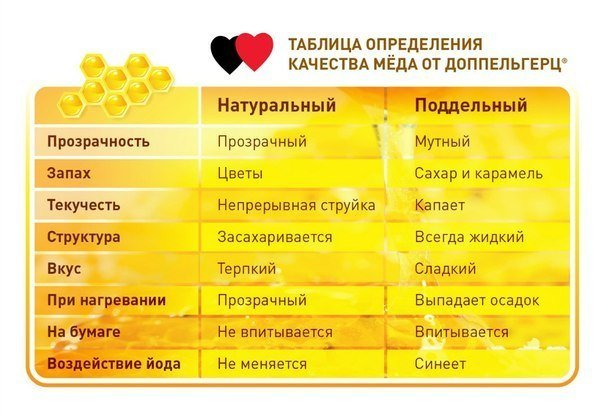 ТАБЛИЦА ОПРЕДЕЛЕНИЯ
КАЧЕСТВА МЁДА ОТ ДОППЕЛЬГЕРЦ®
Натуральный Поддельный
Прозрачность Прозрачный Мутный
Запах Цветы Сахар и карамель
Текучесть Непрерывная струйка Капает
Структура Засахаривается Всегда жидкий
Вкус Терпкий Сладкий
При нагревании Прозрачный Выпадает осадок
На бумаге Не впитывается Впитывается
Воздействие йода Не меняется Синеет